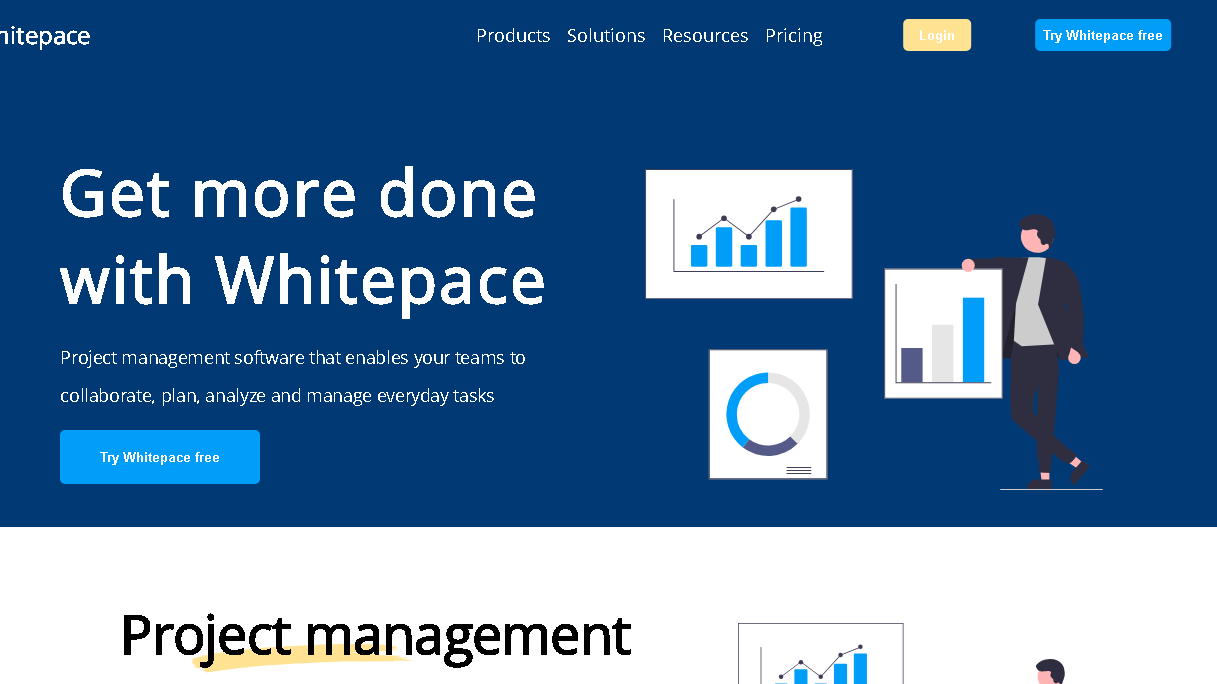 hitepace
Products Solutions Resources Pricing
Login
Try Whitepace free
Get more done
with Whitepace
Project management software that enables your teams to
collaborate, plan, analyze and manage everyday tasks
Try Whitepace free
Project management